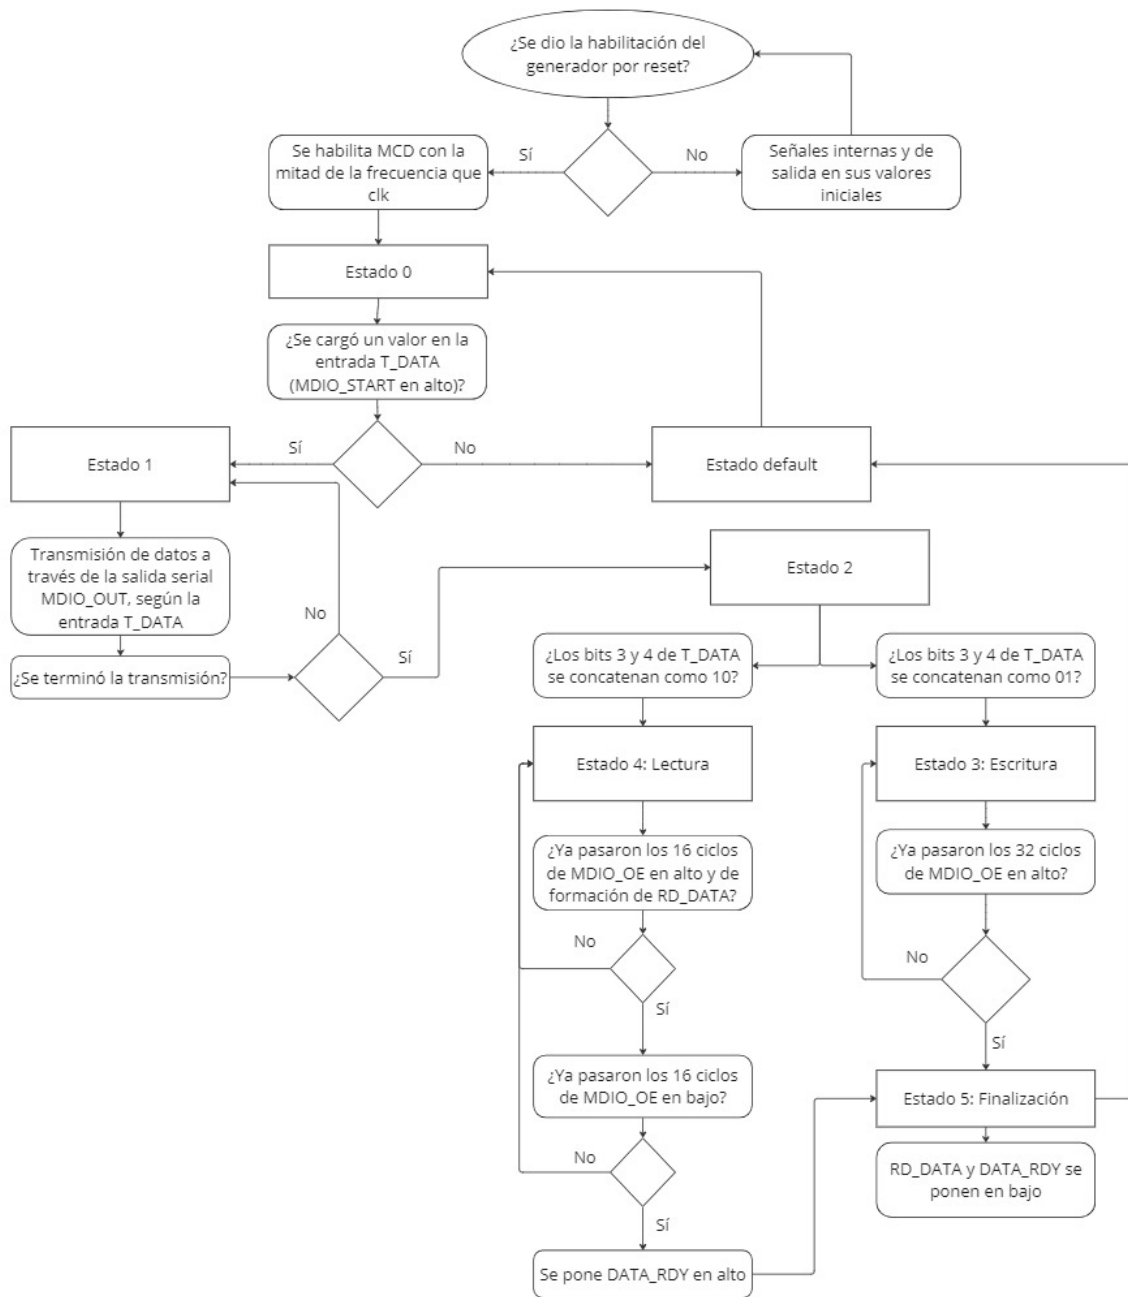 ¿Se dio la habilitación del
generador por reset?
Sí
No
Se habilita MCD con la
mitad de la frecuencia que
clk
Señales internas y de
salida en sus valores
iniciales
Estado 0
¿Se cargó un valor en la
entrada T_DATA
(MDIO_START en alto)?
Sí
No
Estado 1
Estado default
Transmisión de datos a
través de la salida serial
MDIO_OUT, según la
entrada T_DATA
¿Se terminó la transmisión?
No
Sí
Estado 2
¿Los bits 3 y 4 de T_DATA
se concatenan como 10?
¿Los bits 3 y 4 de T_DATA
se concatenan como 01?
Estado 4: Lectura
Estado 3: Escritura
¿Ya pasaron los 16 ciclos
de MDIO_OE en alto y de
formación de RD_DATA?
¿Ya pasaron los 32 ciclos
de MDIO_OE en alto?
No
Sí
No
Sí
¿Ya pasaron los 16 ciclos
de MDIO_OE en bajo?
Estado 5: Finalización
No
Sí
RD_DATA y DATA_RDY se
ponen en bajo
Se pone DATA_RDY en alto